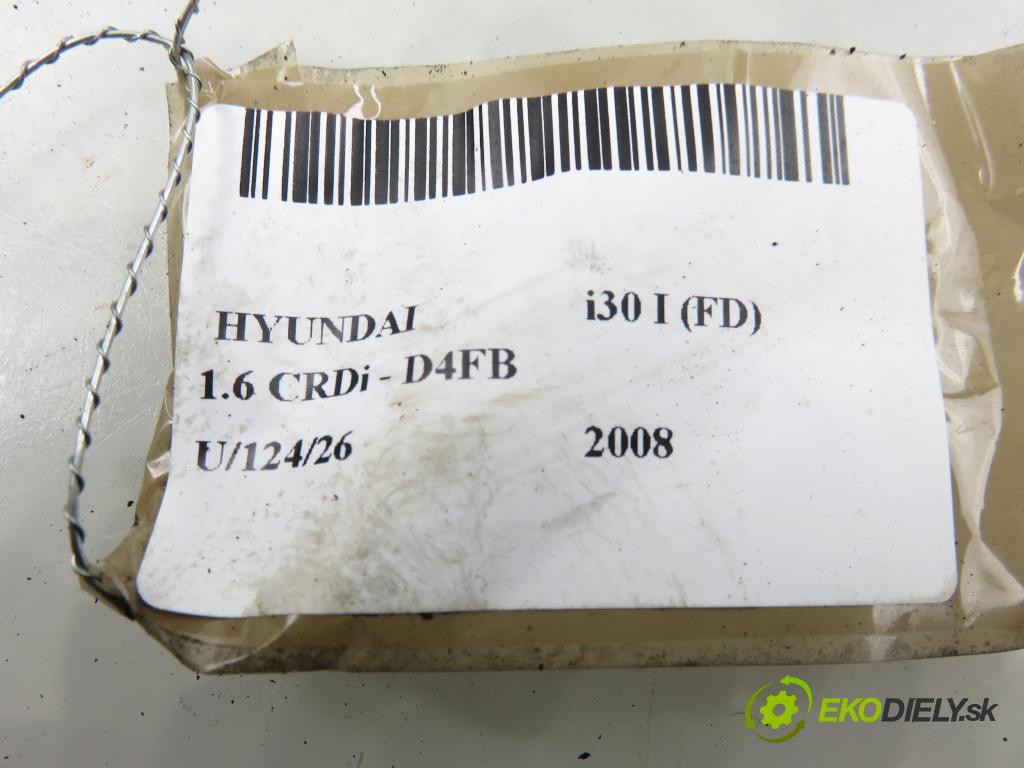 HYUNDAI i30 I (FD)
1.6 CRDi - D4FB
U/124/26 2008
EKODIELY.sk